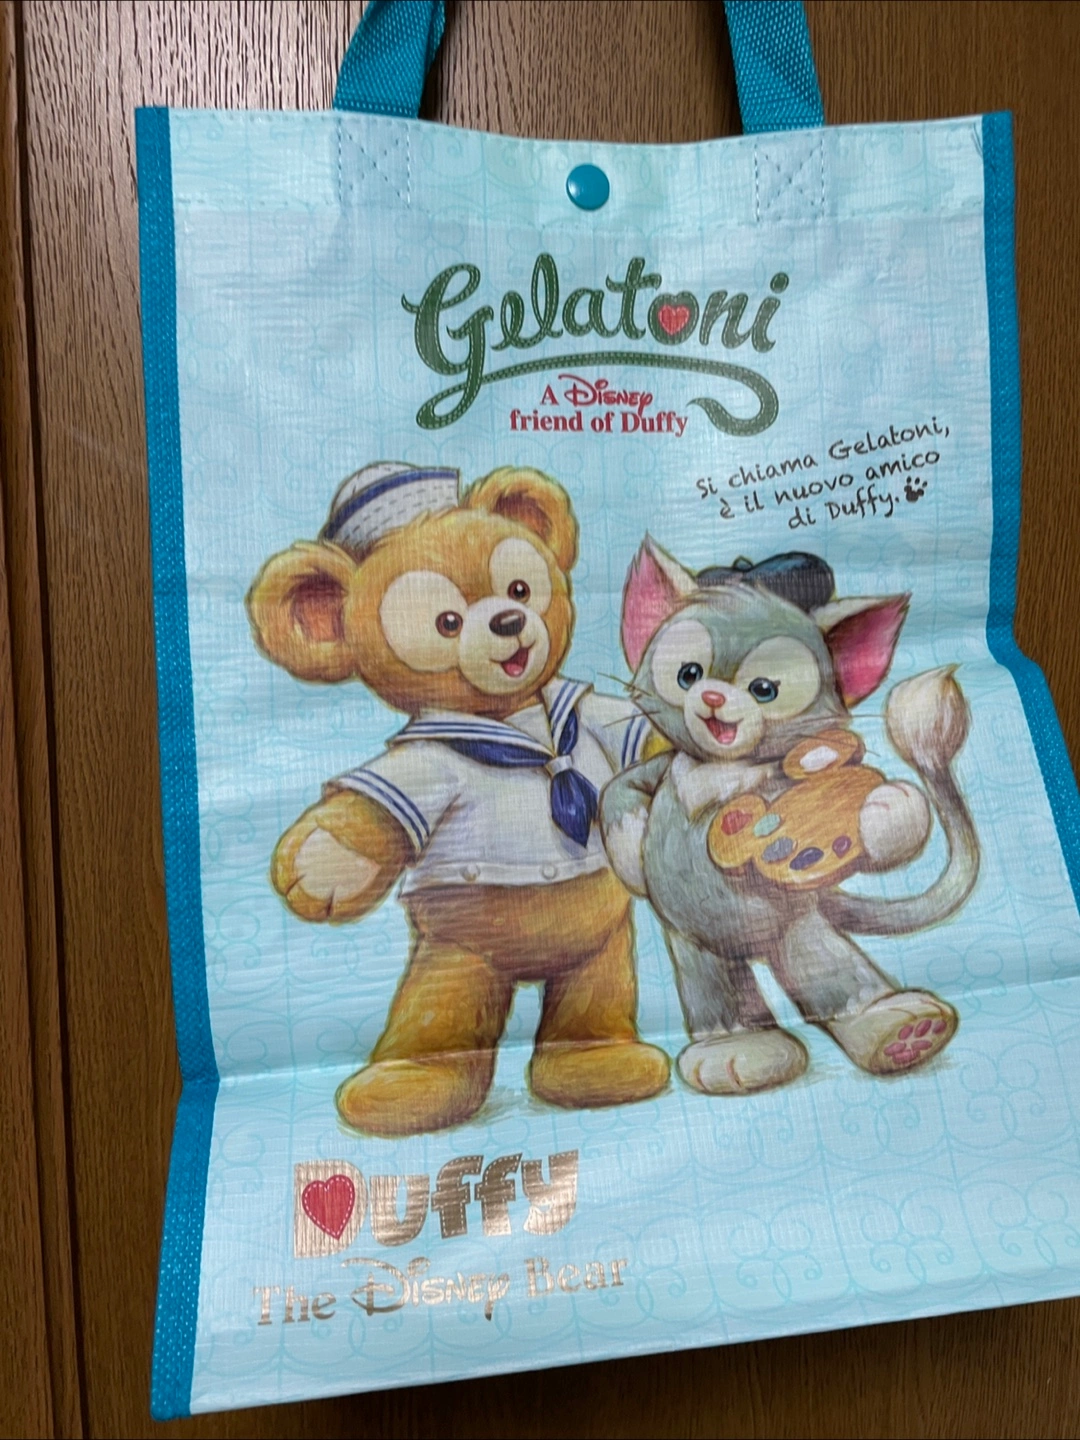 Gelatoni
A Disney
friend of Duffy
si chiama Gelatoni,
è il nuovo amico
di Duffy.
Duffy
The Disney Bear